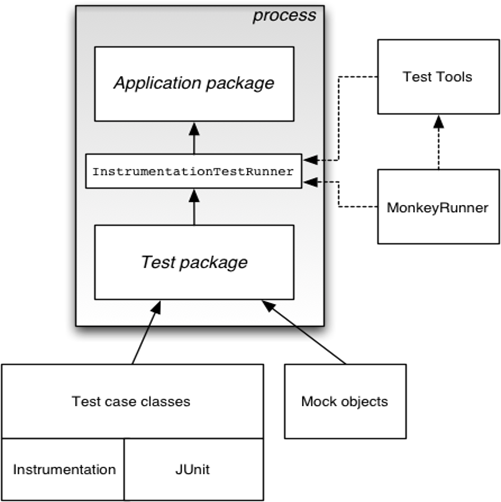 process
Application package
Test Tools
InstrumentationTestRunner
MonkeyRunner
Test package
Test case classes
Mock objects
Instrumentation
JUnit